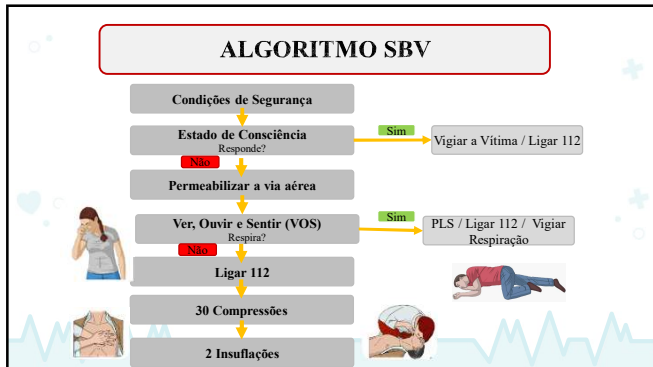 ALGORITMO SBV
Condições de Segurança
Estado de Consciência
Responde?
Sim
Vigiar a Vítima / Ligar 112
Não
Permeabilizar a via aérea
Ver, Ouvir e Sentir (VOS)
Respira?
Sim
PLS / Ligar 112 / Vigiar
Respiração
Não
Ligar 112
30 Compressões
2 Insuflações